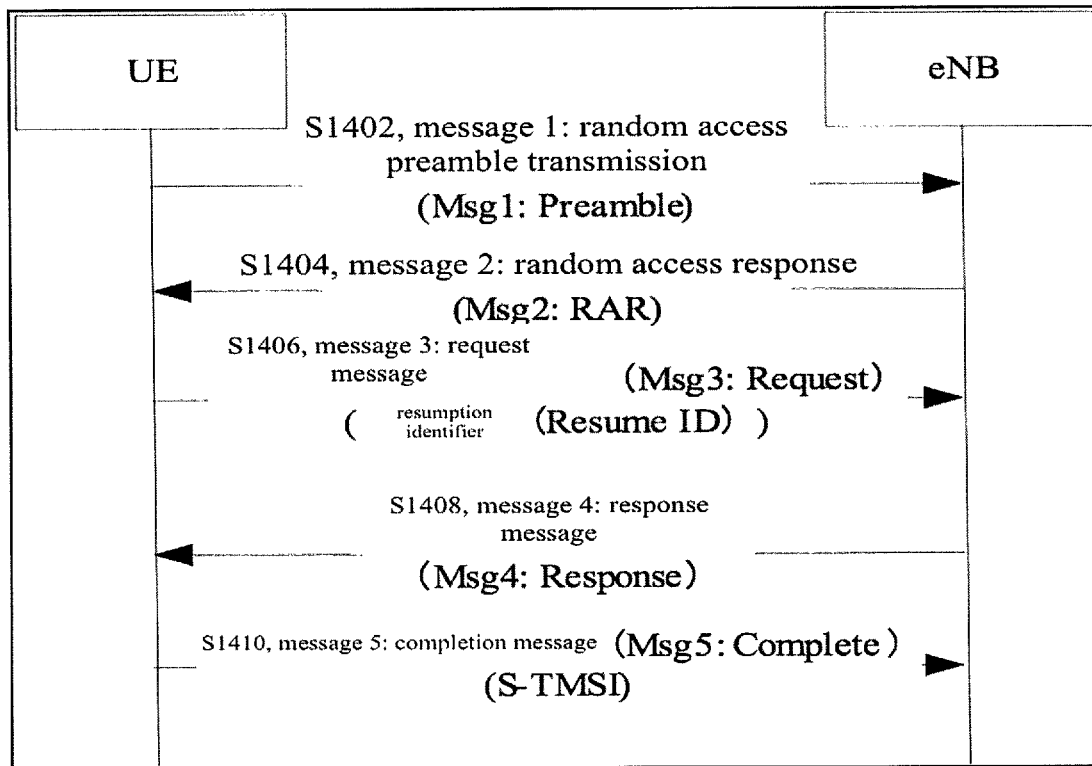 UE
eNB
S1402, message 1: random access
preamble transmission
(Msg1: Preamble)
S1404, message 2: random access response
(Msg2: RAR)
S1406, message 3: request
message
(Msg3: Request)
( resumption
identifier
(Resume ID) )
S1408, message 4: response
message
(Msg4: Response)
S1410, message 5: completion message (Msg5: Complete)
(S-TMSI)